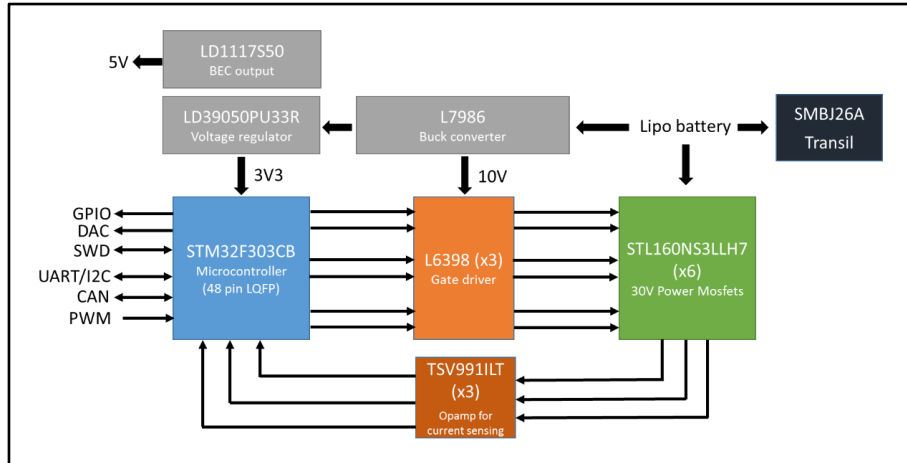 LD1117S50
BEC output
5V
LD39050PU33R
Voltage regulator
L7986
Buck converter
Lipo battery
SMBJ26A
Transil
3V3
10V
GPIO
DAC
SWD
UART/I2C
CAN
PWM
STM32F303CB
Microcontroller
(48 pin LQFP)
L6398 (x3)
Gate driver
STL160NS3LLH7
(x6)
30V Power Mosfets
TSV991ILT
(x3)
Opamp for
current sensing